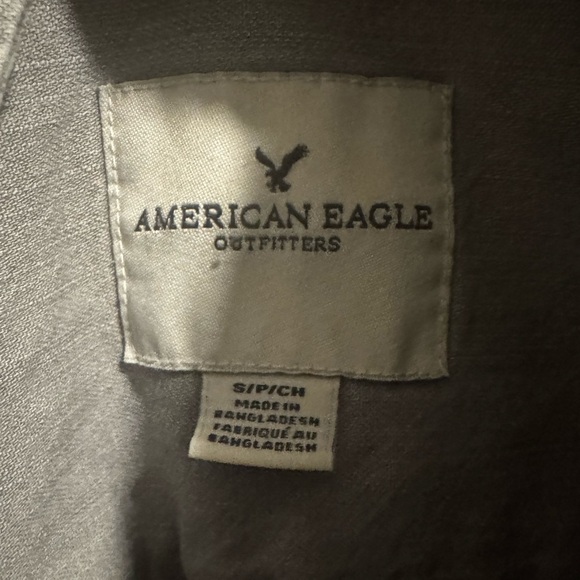 AMERICAN EAGLE
OUTFITTERS
S/P/CH
MADE IN
BANGLADESH
FABRIQUÉ AU
BANGLADESH